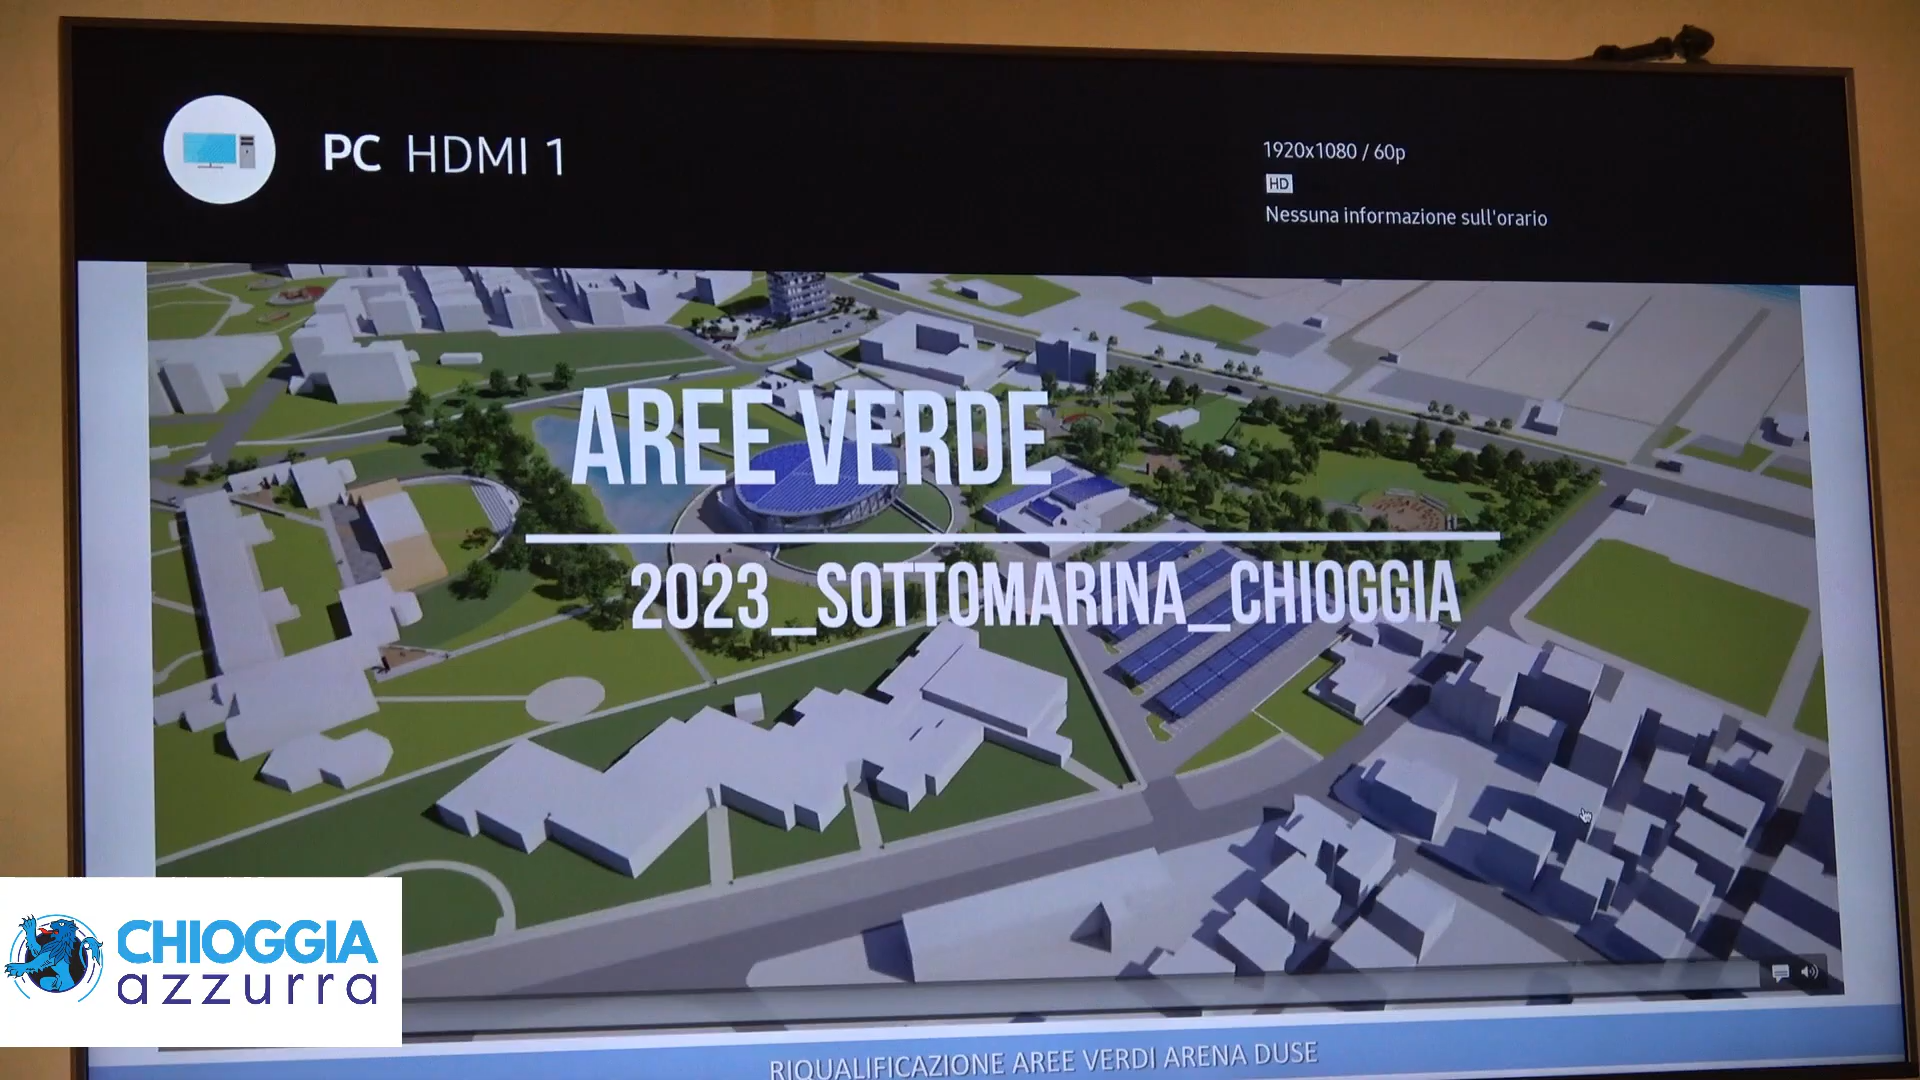 PC HDMI 1
1920x1080 / 60p
HD
Nessuna informazione sull'orario
AREE VERDE
2023_SOTTOMARINA_CHIOGGIA
CHIOGGIA
azzurra
RIQUALIFICAZIONE AREE VERDI ARENA DUSE